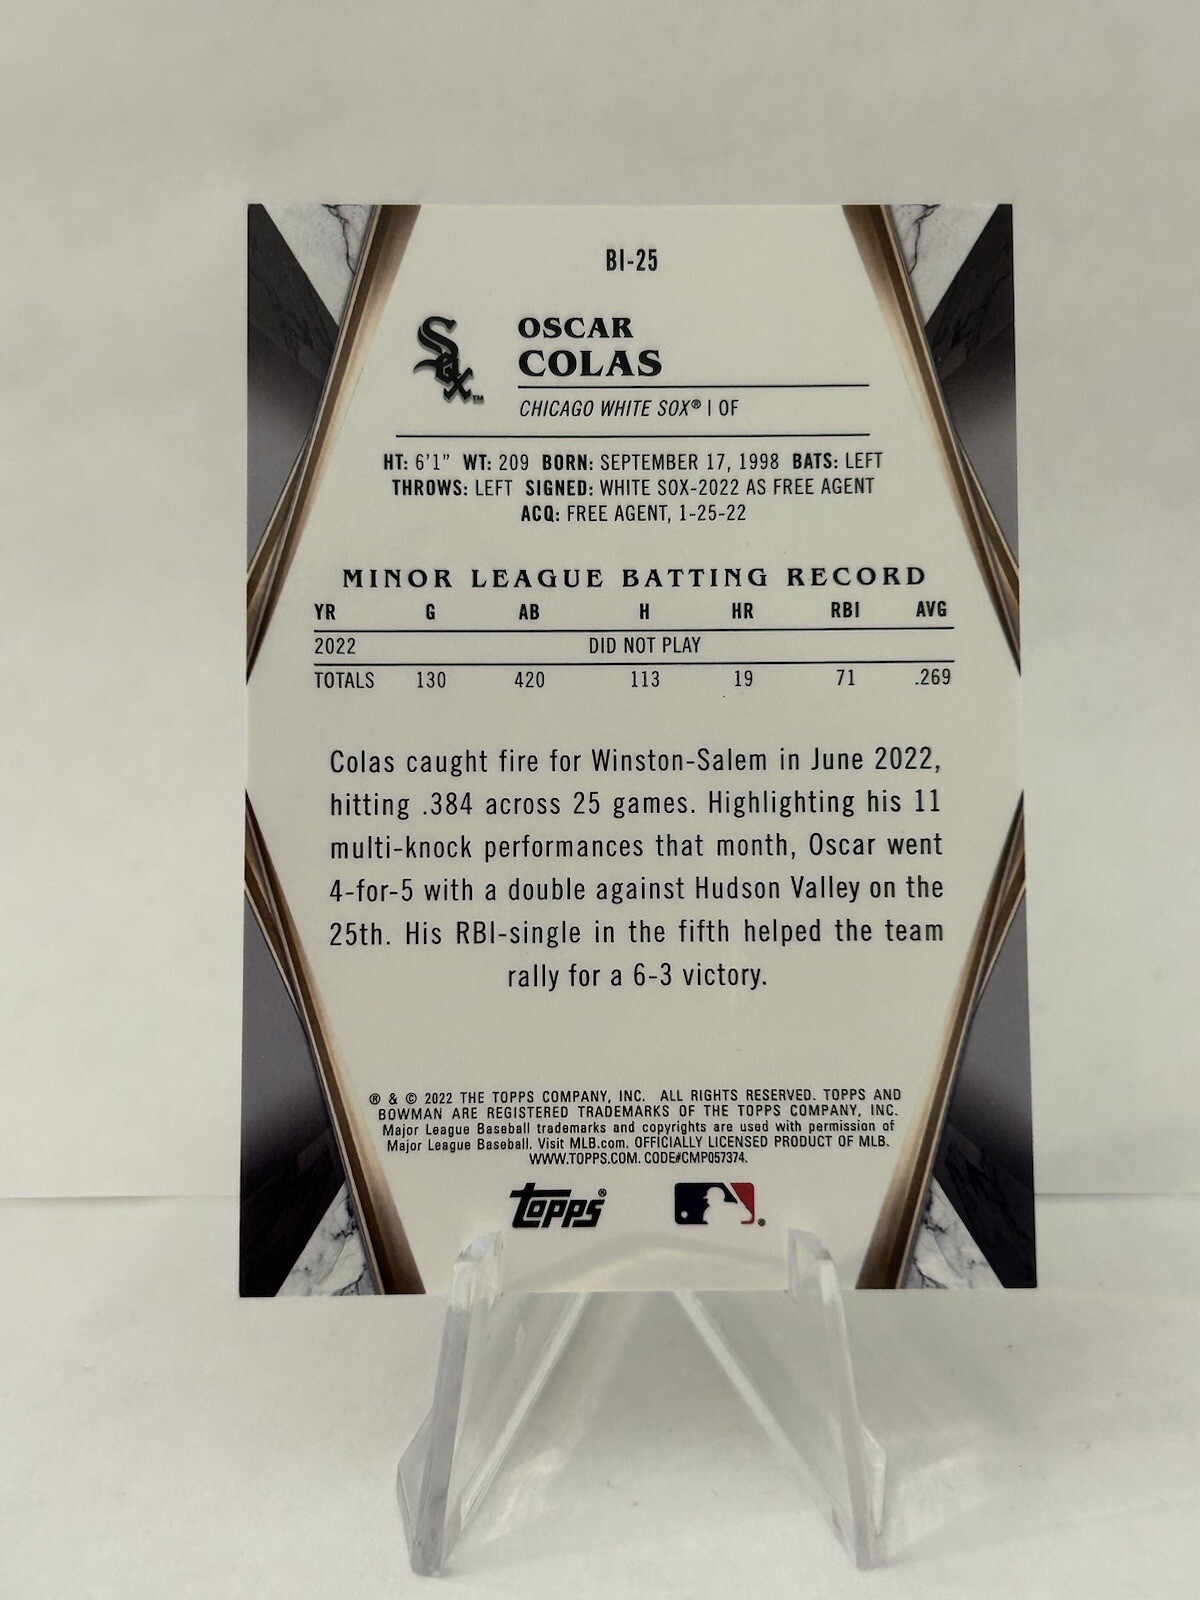 BI-25
Sox™
OSCAR
COLAS
CHICAGO WHITE SOX® | OF
HT: 6'1" WT: 209 BORN: SEPTEMBER 17, 1998 BATS: LEFT
THROWS: LEFT SIGNED: WHITE SOX-2022 AS FREE AGENT
ACQ: FREE AGENT, 1-25-22
MINOR LEAGUE BATTING RECORD
YR G AB H HR RBI AVG
2022 DID NOT PLAY
TOTALS 130 420 113 19 71 .269
Colas caught fire for Winston-Salem in June 2022,
hitting .384 across 25 games. Highlighting his 11
multi-knock performances that month, Oscar went
4-for-5 with a double against Hudson Valley on the
25th. His RBI-single in the fifth helped the team
rally for a 6-3 victory.
® & © 2022 THE TOPPS COMPANY, INC. ALL RIGHTS RESERVED. TOPPS AND
BOWMAN ARE REGISTERED TRADEMARKS OF THE TOPPS COMPANY, INC.
Major League Baseball trademarks and copyrights are used with permission of
Major League Baseball. Visit MLB.com. OFFICIALLY LICENSED PRODUCT OF MLB.
WWW.TOPPS.COM. CODE#CMP057374.
topps® ®